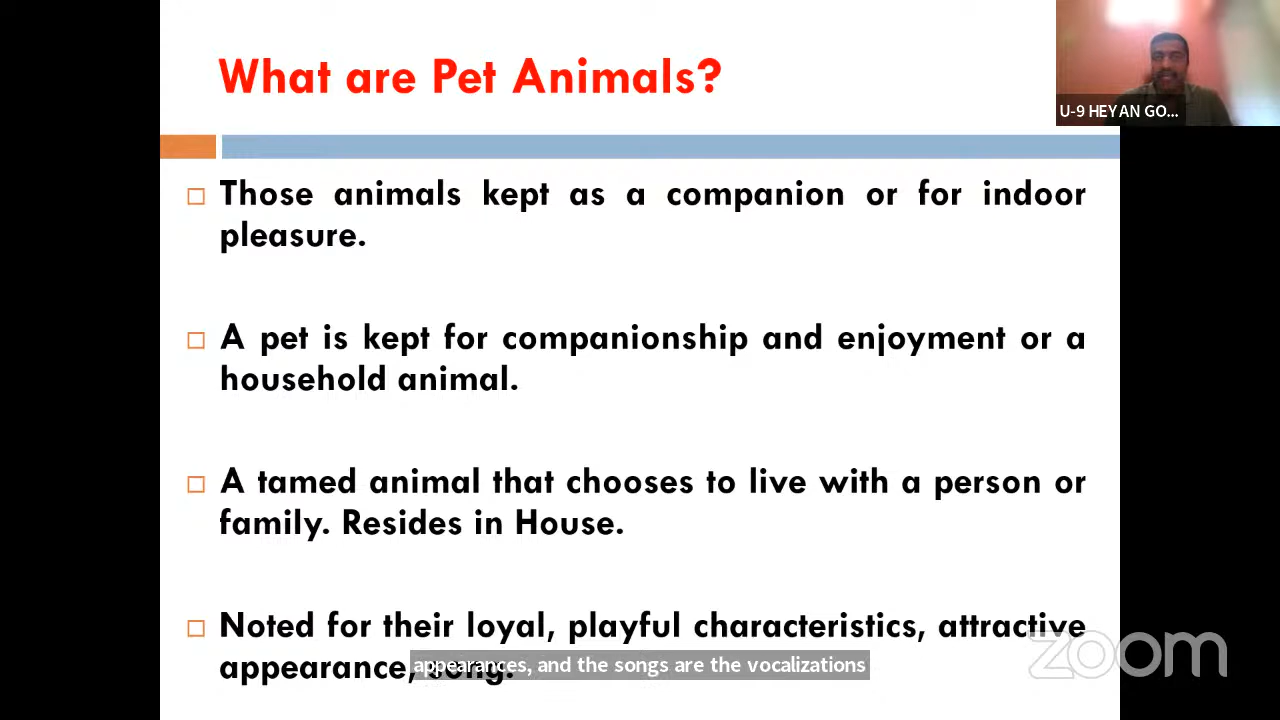 What are Pet Animals?
U-9 HEYAN GO...
Those animals kept as a companion or for indoor
pleasure.
A pet is kept for companionship and enjoyment or a
household animal.
A tamed animal that chooses to live with a person or
family. Resides in House.
Noted for their loyal, playful characteristics, attractive
appearance, song.
appearances, and the songs are the vocalizations
zoom